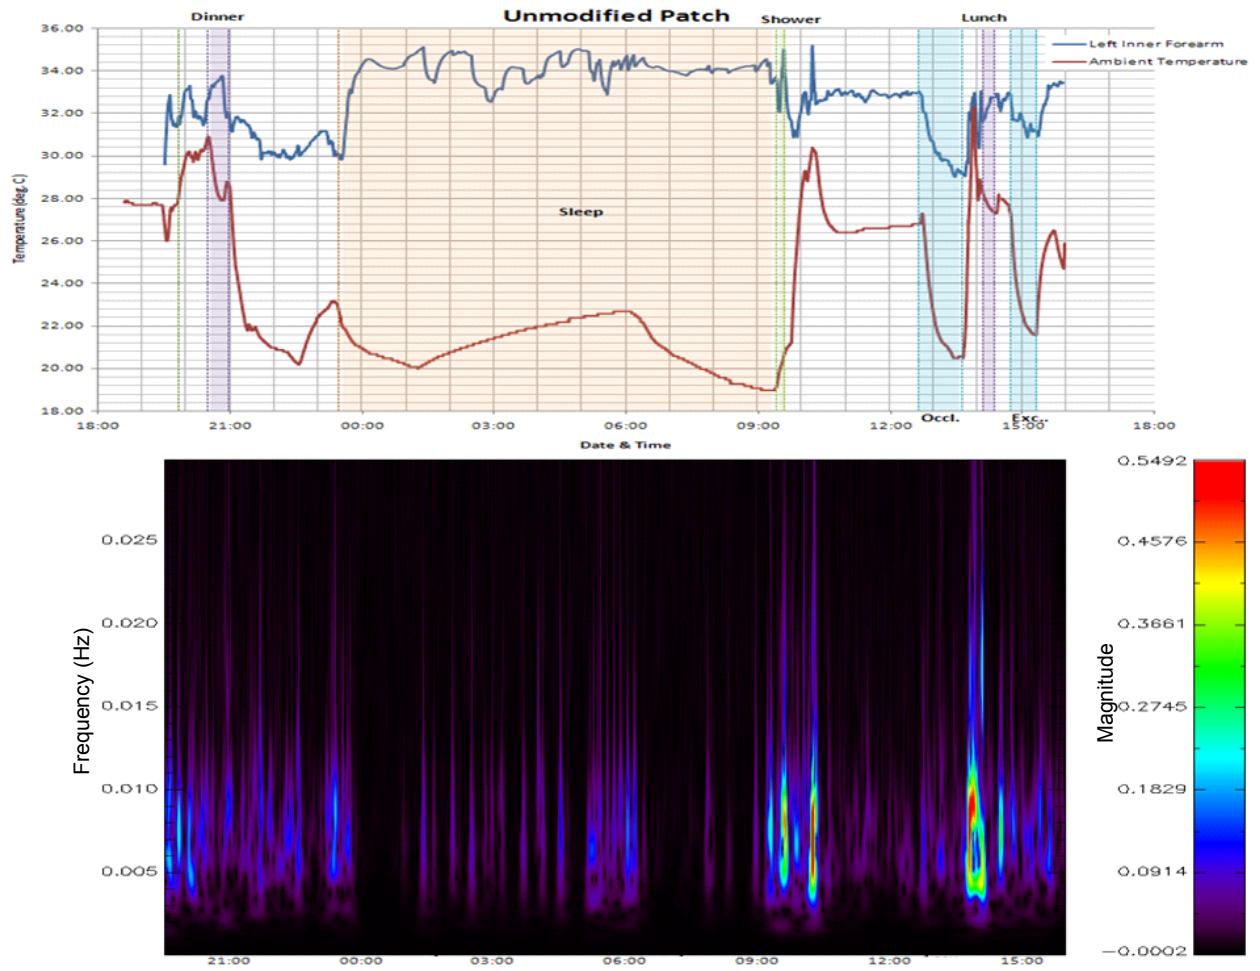 Dinner
Unmodified Patch
Shower
Lunch
36.00
34.00
32.00
30.00
28.00
26.00
24.00
22.00
20.00
18.00
Temperature(deg. C)
Left Inner Forearm
Ambient Temperature
Sleep
Occl.
Exc..
18:00
21:00
00:00
03:00
06:00
09:00
12:00
15:00
18:00
Date & Time
0.025
0.020
0.015
0.010
0.005
Frequency (Hz)
21:00
00:00
03:00
06:00
09:00
12:00
15:00
Magnitude
0.5492
0.4576
0.3661
0.2745
0.1829
0.0914
−0.0002